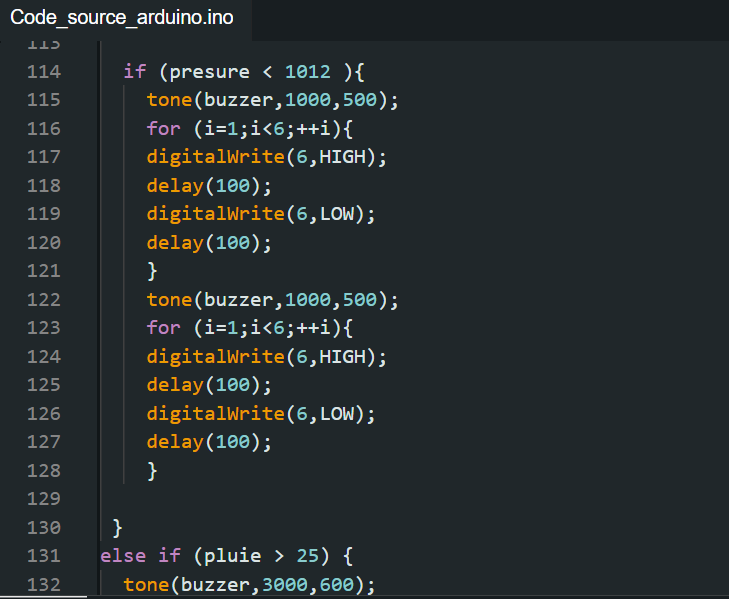 Code_source_arduino.ino
113
114 if (presure < 1012 ){
115 tone(buzzer,1000,500);
116 for (i=1;i<6;++i){
117 digitalWrite(6,HIGH);
118 delay(100);
119 digitalWrite(6,LOW);
120 delay(100);
121 }
122 tone(buzzer,1000,500);
123 for (i=1;i<6;++i){
124 digitalWrite(6,HIGH);
125 delay(100);
126 digitalWrite(6,LOW);
127 delay(100);
128 }
129
130 }
131 else if (pluie > 25) {
132 tone(buzzer,3000,600);